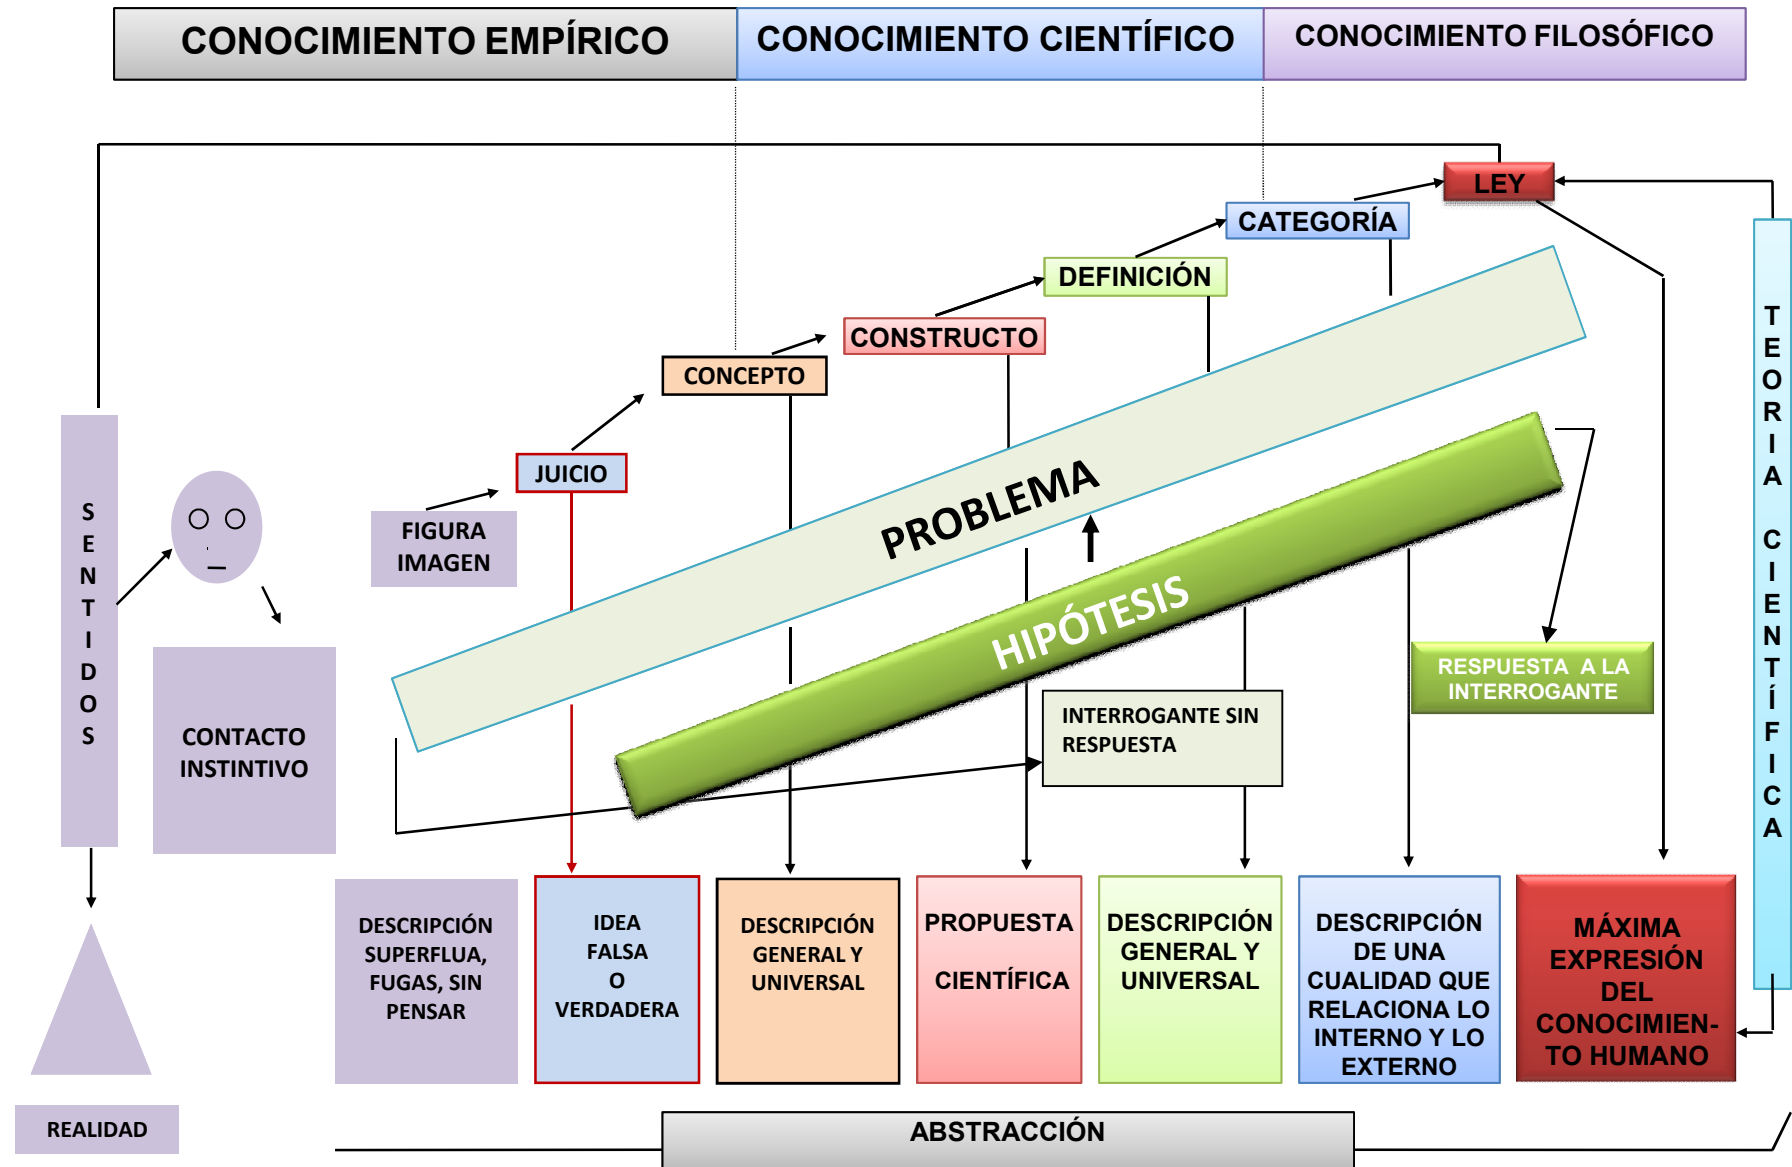 CONOCIMIENTO EMPÍRICO
CONOCIMIENTO CIENTÍFICO
CONOCIMIENTO FILOSÓFICO
LEY
CATEGORÍA
DEFINICIÓN
CONSTRUCTO
CONCEPTO
JUICIO
FIGURA
IMAGEN
SENTIDOS
CONTACTO
INSTINTIVO
PROBLEMA
HIPÓTESIS
INTERROGANTE SIN
RESPUESTA
RESPUESTA A LA
INTERROGANTE
TEORIA CIENTÍFICA
DESCRIPCIÓN
SUPERFLUA,
FUGAS, SIN
PENSAR
IDEA
FALSA
O
VERDADERA
DESCRIPCIÓN
GENERAL Y
UNIVERSAL
PROPUESTA
CIENTÍFICA
DESCRIPCIÓN
GENERAL Y
UNIVERSAL
DESCRIPCIÓN
DE UNA
CUALIDAD QUE
RELACIONA LO
INTERNO Y LO
EXTERNO
MÁXIMA
EXPRESIÓN
DEL
CONOCIMIEN-
TO HUMANO
REALIDAD
ABSTRACCIÓN